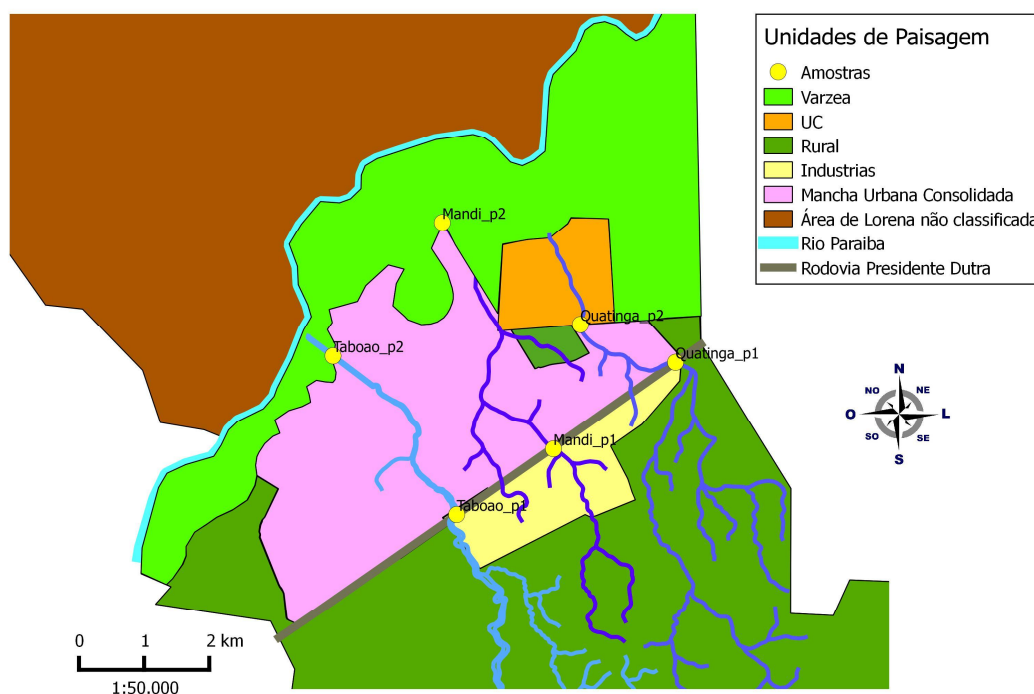 Unidades de Paisagem
Amostras
Varzea
UC
Rural
Industrias
Mancha Urbana Consolidada
Área de Lorena não classificada
Rio Paraiba
Rodovia Presidente Dutra
Mandi_p2
Quatinga_p2
Taboao_p2
Quatinga_p1
Mandi_p1
Taboao_p1
N
NO
NE
O
L
SO
SE
S
0 1 2 km
1:50.000